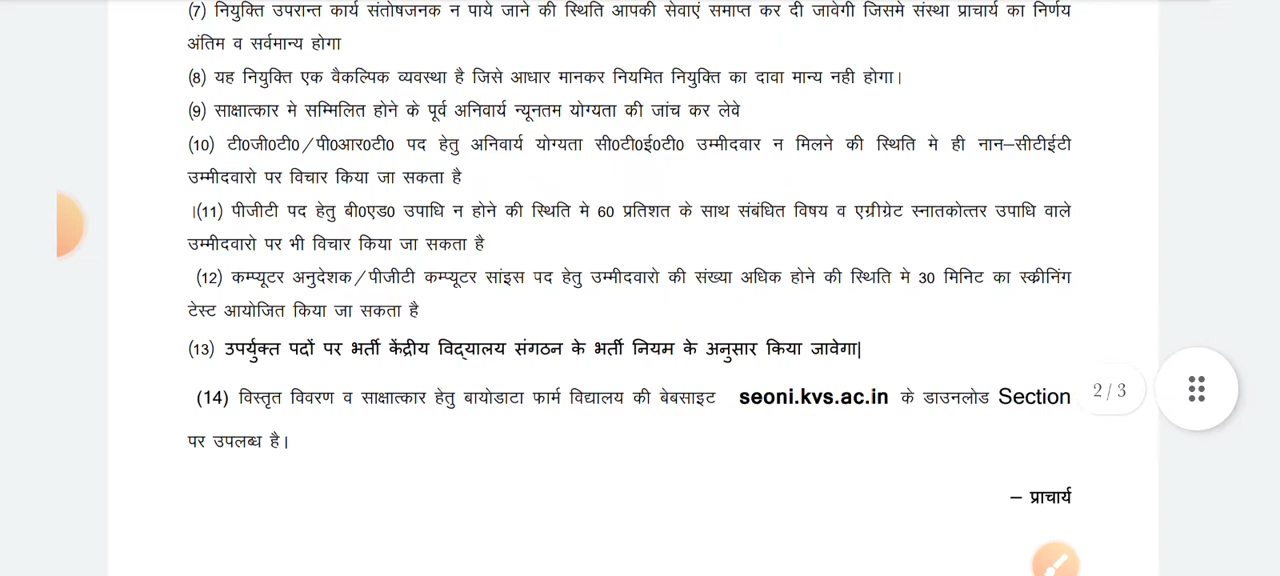 (7) नियुक्ति उपरान्त कार्य संतोषजनक न पाये जाने की स्थिति आपकी सेवाएं समाप्त कर दी जावेगी जिसमे संस्था प्राचार्य का निर्णय
अंतिम व सर्वमान्य होगा
(8) यह नियुक्ति एक वैकल्पिक व्यवस्था है जिसे आधार मानकर नियमित नियुक्ति का दावा मान्य नही होगा।
(9) साक्षात्कार मे सम्मिलित होने के पूर्व अनिवार्य न्यूनतम योग्यता की जांच कर लेवे
(10) टी0जी0टी0/पी0आर0टी0 पद हेतु अनिवार्य योग्यता सी0टी0ई0टी0 उम्मीदवार न मिलने की स्थिति मे ही नान–सीटीईटी
उम्मीदवारो पर विचार किया जा सकता है
।(11) पीजीटी पद हेतु बी0एड0 उपाधि न होने की स्थिति मे 60 प्रतिशत के साथ संबंधित विषय व एग्रीग्रेट स्नातकोत्तर उपाधि वाले
उम्मीदवारो पर भी विचार किया जा सकता है
(12) कम्प्यूटर अनुदेशक/पीजीटी कम्प्यूटर सांइस पद हेतु उम्मीदवारो की संख्या अधिक होने की स्थिति मे 30 मिनिट का स्क्रीनिंग
टेस्ट आयोजित किया जा सकता है
(13) उपर्युक्त पदों पर भर्ती केंद्रीय विद्यालय संगठन के भर्ती नियम के अनुसार किया जावेगा|
(14) विस्तृत विवरण व साक्षात्कार हेतु बायोडाटा फार्म विद्यालय की बेबसाइट seoni.kvs.ac.in के डाउनलोड Section
2/3
पर उपलब्ध है।
– प्राचार्य